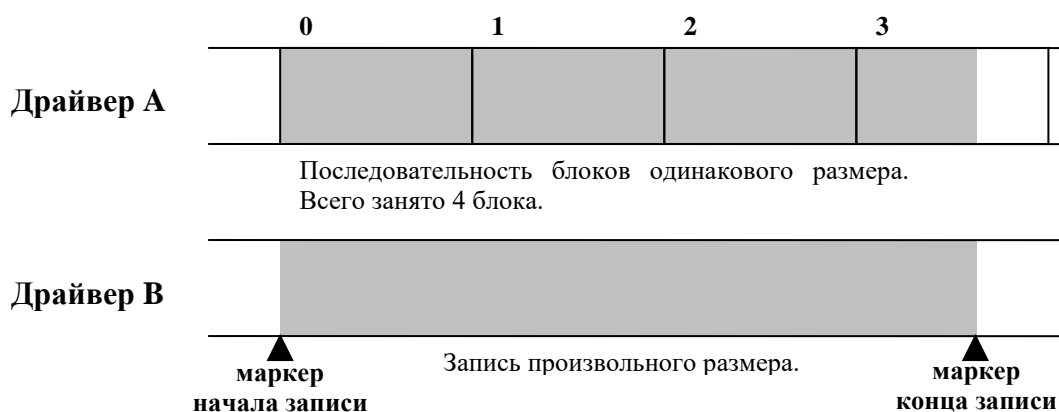 0 1 2 3
Драйвер A
Последовательность блоков одинакового размера.
Всего занято 4 блока.
Драйвер B
Запись произвольного размера.
маркер
начала записи
маркер
конца записи